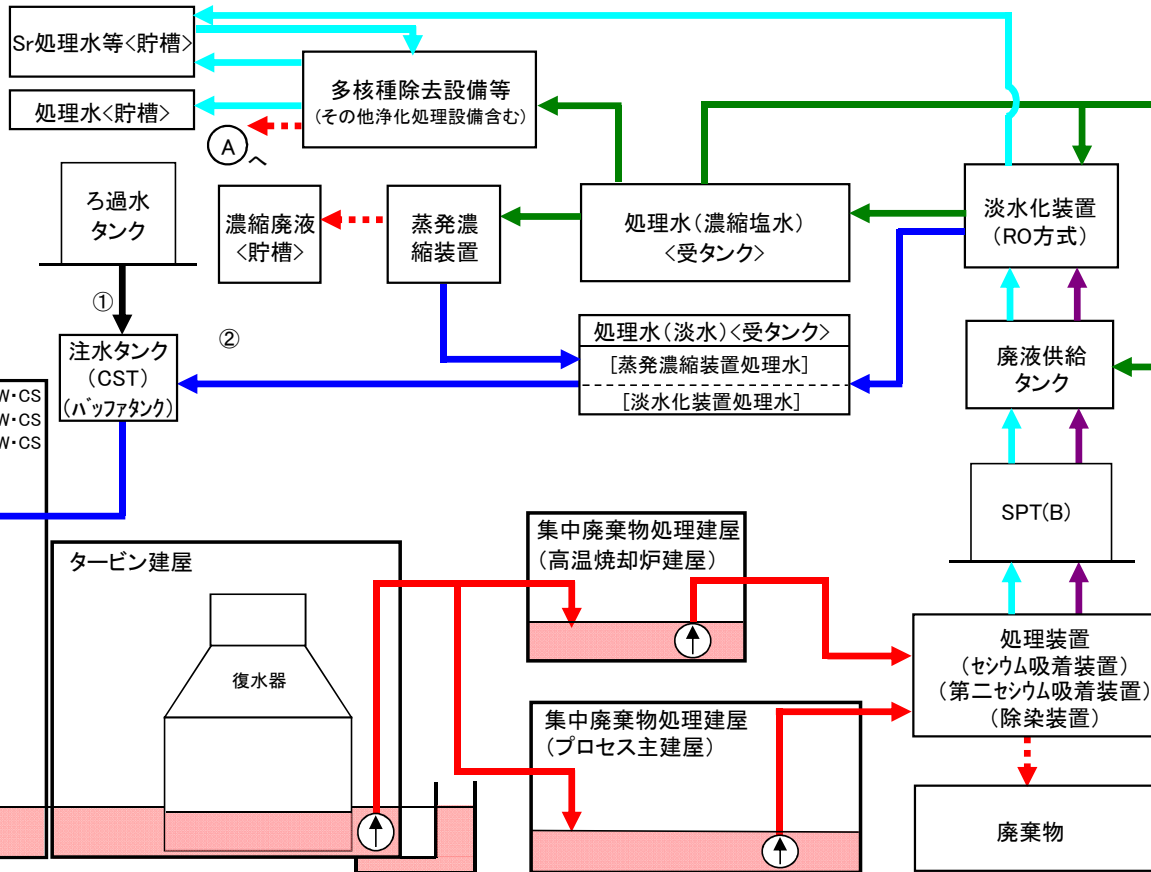 Sr処理水等<貯槽>
多核種除去設備等
(その他浄化処理設備含む)
処理水<貯槽>
A
へ
ろ過水
タンク
濃縮廃液
<貯槽>
蒸発濃
縮装置
処理水(濃縮塩水)
<受タンク>
淡水化装置
(RO方式)
①
②
注水タンク
(CST)
(バッファタンク)
処理水(淡水)<受タンク>
[蒸発濃縮装置処理水]
[淡水化装置処理水]
廃液供給
タンク
W・CS
W・CS
W・CS
SPT(B)
タービン建屋
復水器
集中廃棄物処理建屋
(高温焼却炉建屋)
集中廃棄物処理建屋
(プロセス主建屋)
処理装置
(セシウム吸着装置)
(第二セシウム吸着装置)
(除染装置)
廃棄物